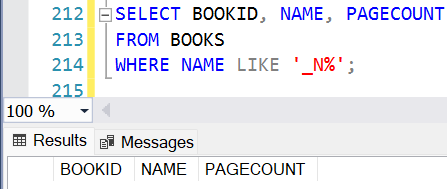 212 SELECT BOOKID, NAME, PAGECOUNT
213 FROM BOOKS
214 WHERE NAME LIKE '_N%';
215
100 %
Results Messages
BOOKID NAME PAGECOUNT